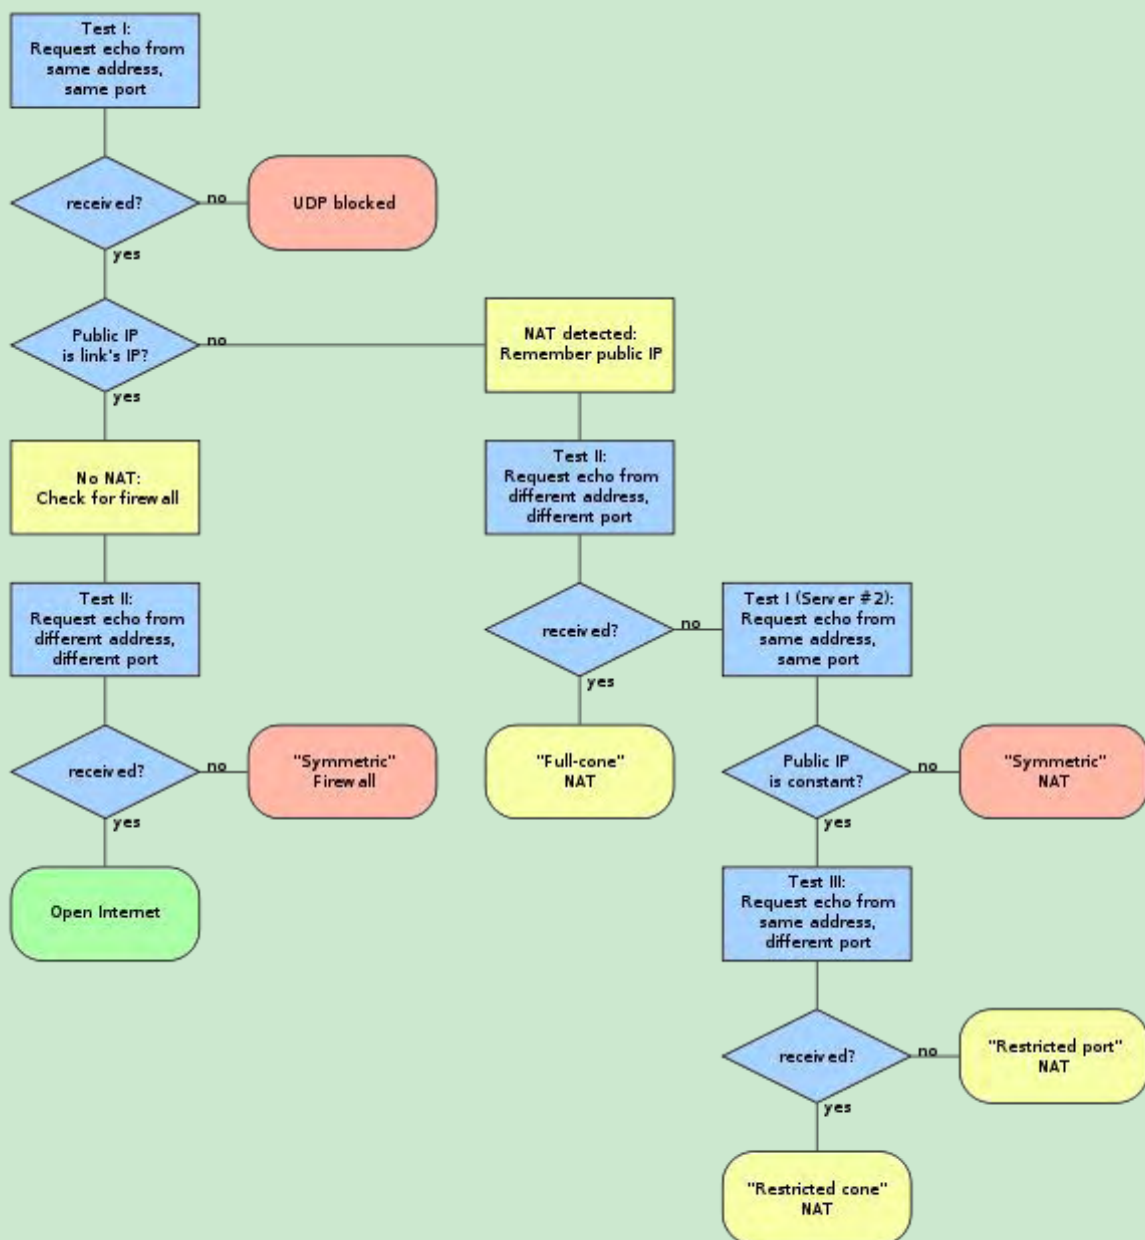 Test I:
Request echo from
same address,
same port
received?
no
UDP blocked
yes
Public IP
is link's IP?
no
NAT detected:
Remember public IP
yes
No NAT:
Check for firewall
Test II:
Request echo from
different address,
different port
Test II:
Request echo from
different address,
different port
received?
no
Test I (Server #2):
Request echo from
same address,
same port
yes
received?
no
"Symmetric"
Firewall
"Full-cone"
NAT
Public IP
is constant?
no
"Symmetric"
NAT
yes
yes
Open Internet
Test III:
Request echo from
same address,
different port
received?
no
"Restricted port"
NAT
yes
"Restricted cone"
NAT